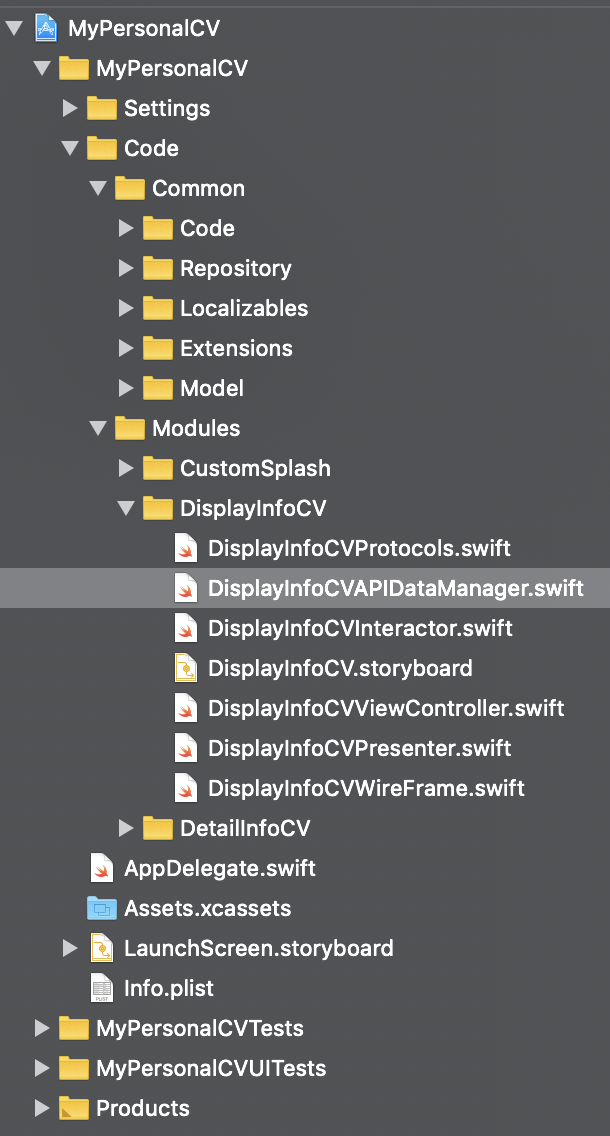 MyPersonalCV
MyPersonalCV
Settings
Code
Common
Code
Repository
Localizables
Extensions
Model
Modules
CustomSplash
DisplayInfoCV
DisplayInfoCVProtocols.swift
DisplayInfoCVAPIDataManager.swift
DisplayInfoCVInteractor.swift
DisplayInfoCV.storyboard
DisplayInfoCVViewController.swift
DisplayInfoCVPresenter.swift
DisplayInfoCVWireFrame.swift
DetailInfoCV
AppDelegate.swift
Assets.xcassets
LaunchScreen.storyboard
PLIST Info.plist
MyPersonalCVTests
MyPersonalCVUITests
Products